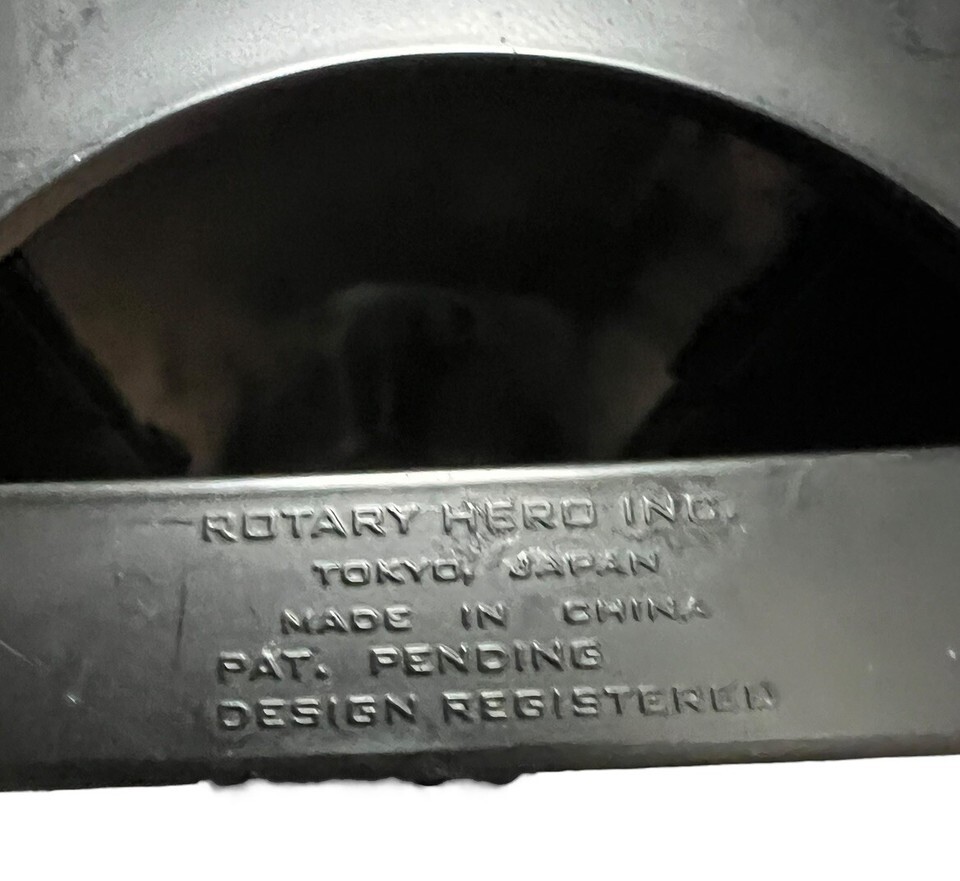 ROTARY HERO INC.
TOKYO, JAPAN
MADE IN CHINA
PAT. PENDING
DESIGN REGISTERED